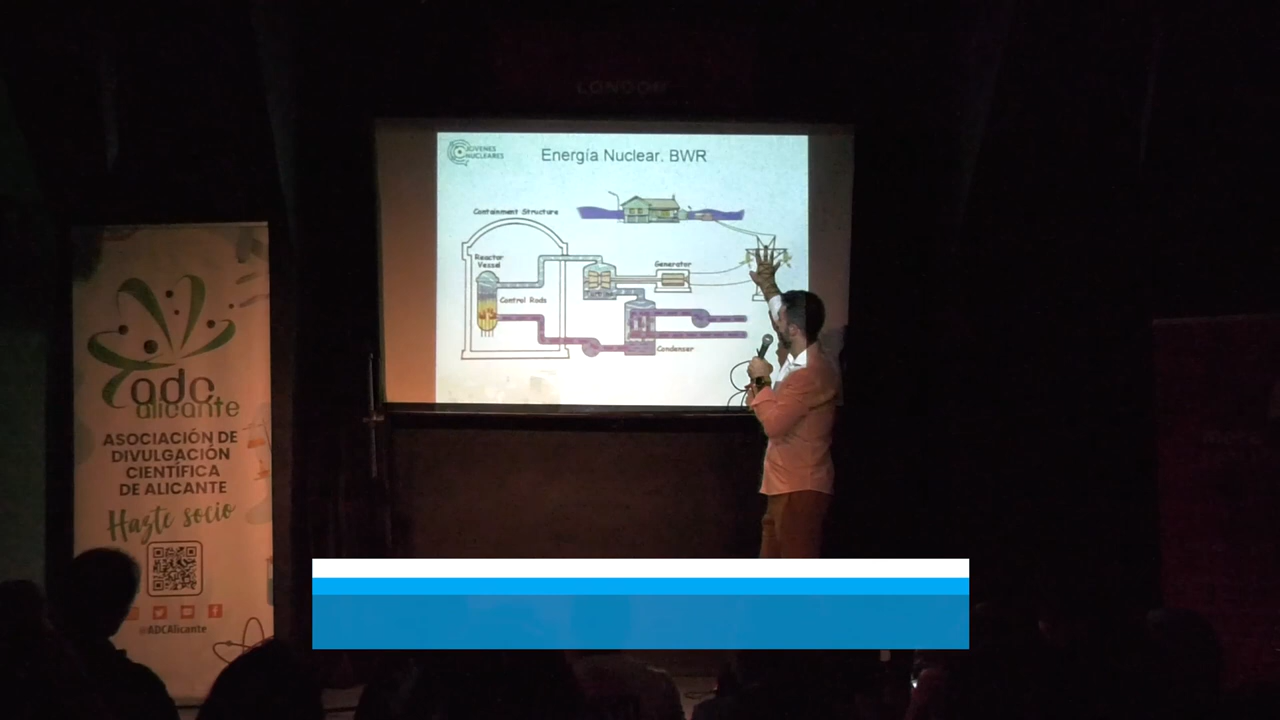 LONDON
JÓVENES
NUCLEARES
Energía Nuclear. BWR
Containment Structure
Reactor
Vessel
Generator
Control Rods
Condenser
adc
alicante
ASOCIACIÓN DE
DIVULGACIÓN
CIENTÍFICA
DE ALICANTE
Hazte socio
@ADCAlicante